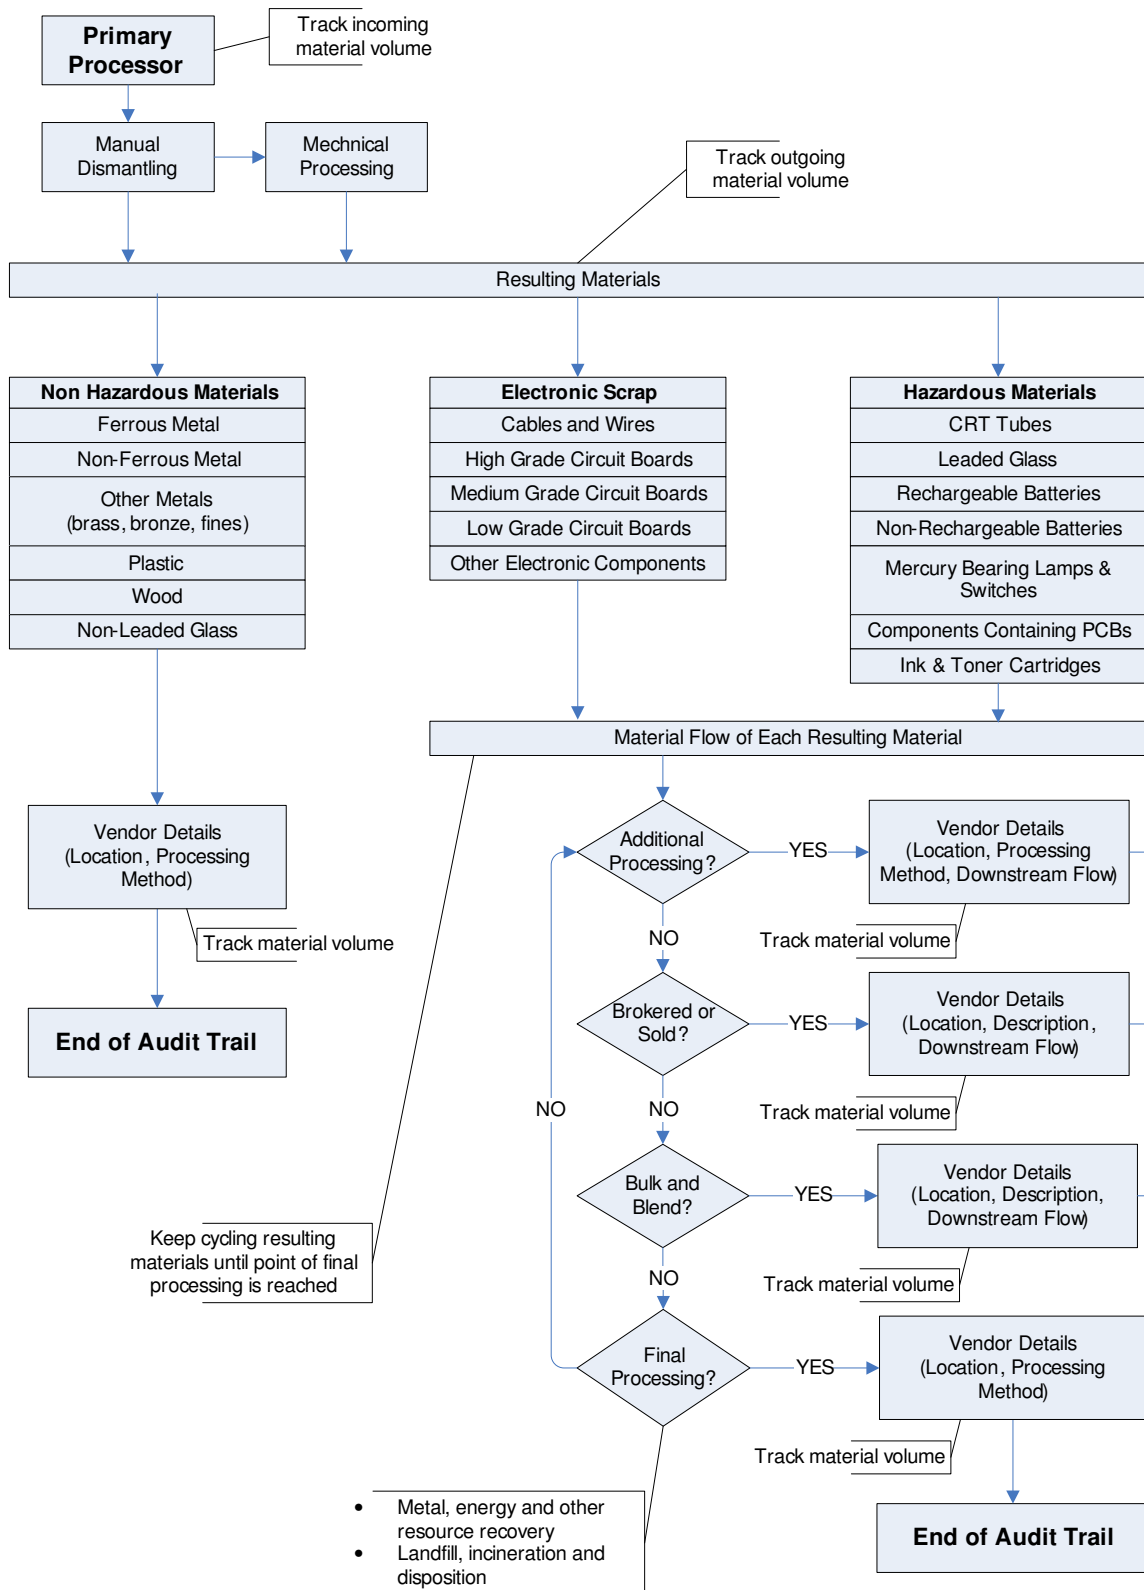 Primary
Processor
Track incoming
material volume
Manual
Dismantling
Mechnical
Processing
Track outgoing
material volume
Resulting Materials
Non Hazardous Materials
Ferrous Metal
Non-Ferrous Metal
Other Metals
(brass, bronze, fines)
Plastic
Wood
Non-Leaded Glass
Electronic Scrap
Cables and Wires
High Grade Circuit Boards
Medium Grade Circuit Boards
Low Grade Circuit Boards
Other Electronic Components
Hazardous Materials
CRT Tubes
Leaded Glass
Rechargeable Batteries
Non-Rechargeable Batteries
Mercury Bearing Lamps &
Switches
Components Containing PCBs
Ink & Toner Cartridges
Material Flow of Each Resulting Material
Vendor Details
(Location, Processing
Method)
Track material volume
End of Audit Trail
Additional
Processing?
YES
Vendor Details
(Location, Processing
Method, Downstream Flow)
Track material volume
NO
Brokered or
Sold?
YES
Vendor Details
(Location, Description,
Downstream Flow)
Track material volume
NO
NO
Bulk and
Blend?
YES
Vendor Details
(Location, Description,
Downstream Flow)
Track material volume
Keep cycling resulting
materials until point of final
processing is reached
NO
Final
Processing?
YES
Vendor Details
(Location, Processing
Method)
Track material volume
• Metal, energy and other
resource recovery
• Landfill, incineration and
disposition
End of Audit Trail